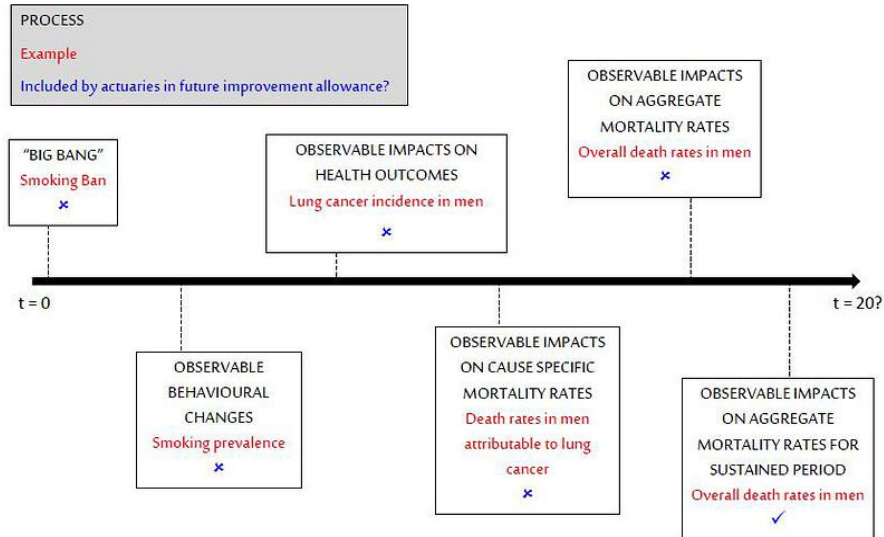 PROCESS
Example
Included by actuaries in future improvement allowance?
"BIG BANG"
Smoking Ban
×
OBSERVABLE IMPACTS ON
HEALTH OUTCOMES
Lung cancer incidence in men
×
OBSERVABLE IMPACTS
ON AGGREGATE
MORTALITY RATES
Overall death rates in men
×
t = 0
t = 20?
OBSERVABLE
BEHAVIOURAL
CHANGES
Smoking prevalence
×
OBSERVABLE IMPACTS
ON CAUSE SPECIFIC
MORTALITY RATES
Death rates in men
attributable to lung
cancer
×
OBSERVABLE IMPACTS
ON AGGREGATE
MORTALITY RATES FOR
SUSTAINED PERIOD
Overall death rates in men
✓